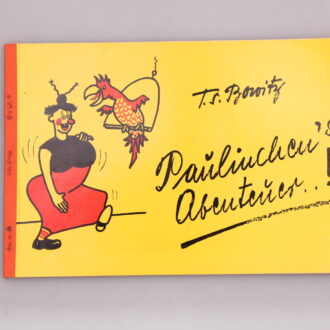 T.S. Bowitz
Paulinchen's
Abenteuer...!